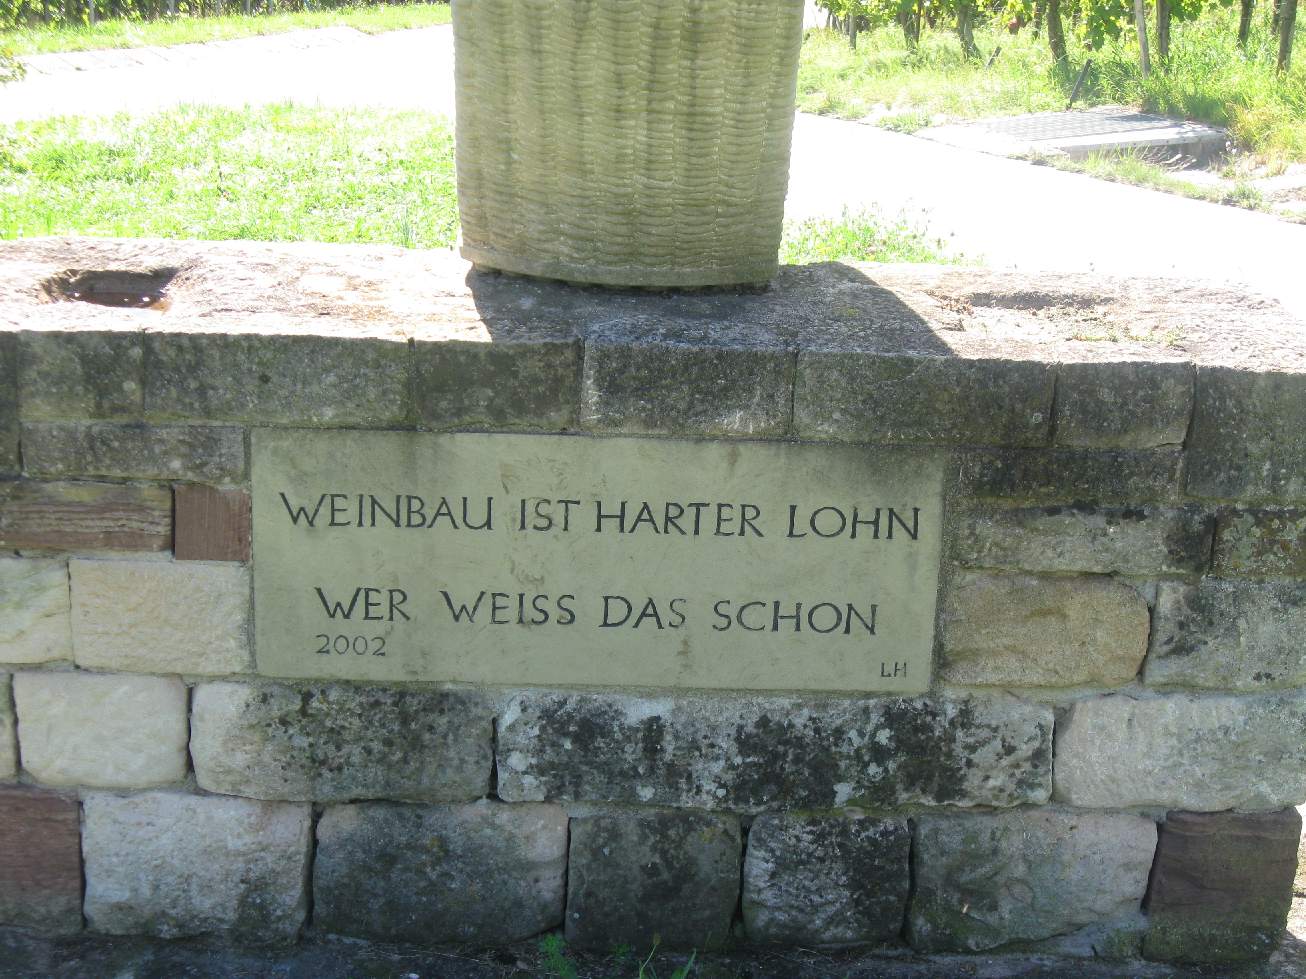 WEINBAU IST HARTER LOHN
WER WEISS DAS SCHON
2002 LH